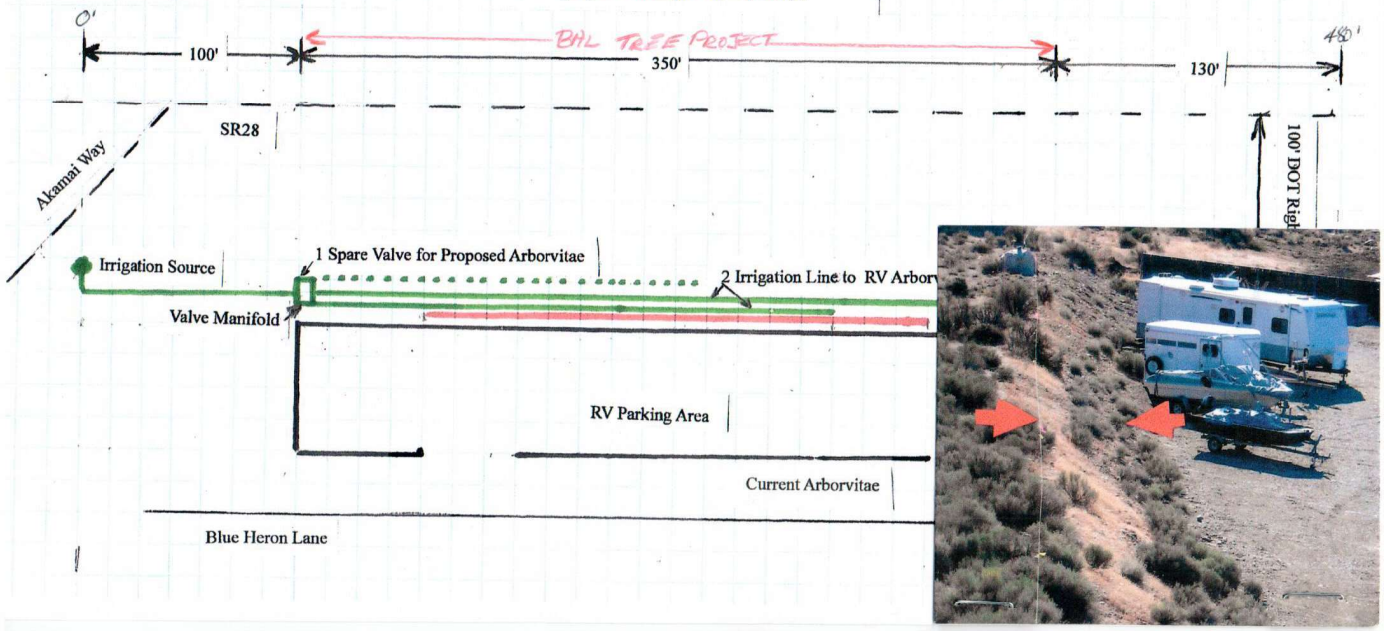 0'
480'
BAL TREE PROJECT
100'
350'
130'
SR28
Akamai Way
100' DOT Righ
1 Spare Valve for Proposed Arborvitae
Irrigation Source
2 Irrigation Line to RV Arborv
Valve Manifold
RV Parking Area
Current Arborvitae
Blue Heron Lane